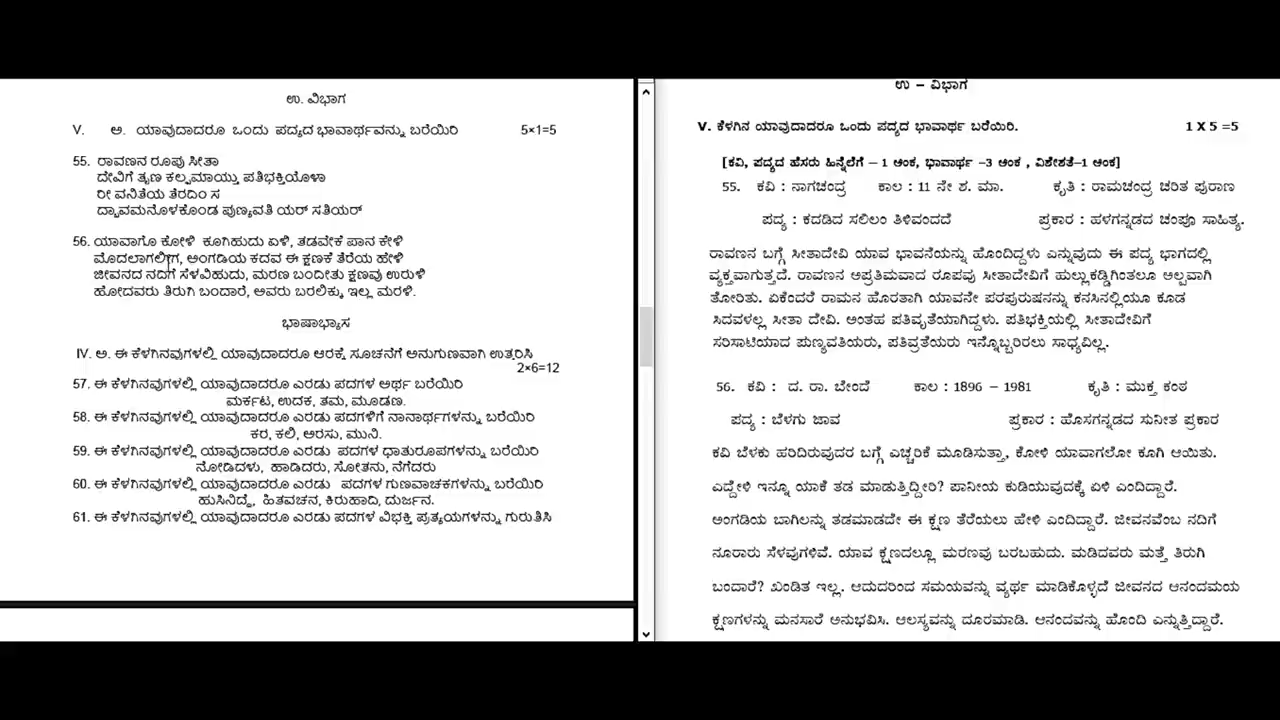 ಉ. ವಿಭಾಗ
V. ಅ. ಯಾವುದಾದರೂ ಒಂದು ಪದ್ಯದ ಭಾವಾರ್ಥವನ್ನು ಬರೆಯಿರಿ 5×1=5
55. ರಾವಣನ ರೂಪು ಸೀತಾ
ದೇವಿಗೆ ತೃಣ ಕಲ್ಪಮಾಯ್ತು ಪತಿಭಕ್ತಿಯೊಳಾ
ರೀ ವನಿತೆಯ ತೆರದಿಂ ಸ
ದ್ಭಾವಮನೊಳಕೊಂಡ ಪುಣ್ಯವತಿ ಯರ್ ಸತಿಯರ್
56. ಯಾವಾಗೊ ಕೋಳಿ ಕೂಗಿಹುದು ಏಳಿ, ತಡವೇಕೆ ಪಾನ ಕೇಳಿ
ಮೊದಲಾಗಲೀಗ, ಅಂಗಡಿಯ ಕದವ ಈ ಕ್ಷಣಕೆ ತೆರೆಯ ಹೇಳಿ
ಜೀವನದ ನದಿಗೆ ಸೆಳವಿಹುದು, ಮರಣ ಬಂದೀತು ಕ್ಷಣವು ಉರುಳಿ
ಹೋದವರು ತಿರುಗಿ ಬಂದಾರೆ, ಅವರು ಬರಲಿಕ್ಕು ಇಲ್ಲ ಮರಳಿ.
ಭಾಷಾಭ್ಯಾಸ
IV. ಅ. ಈ ಕೆಳಗಿನವುಗಳಲ್ಲಿ ಯಾವುದಾದರೂ ಆರಕ್ಕೆ ಸೂಚನೆಗೆ ಅನುಗುಣವಾಗಿ ಉತ್ತರಿಸಿ
2×6=12
57. ಈ ಕೆಳಗಿನವುಗಳಲ್ಲಿ ಯಾವುದಾದರೂ ಎರಡು ಪದಗಳ ಅರ್ಥ ಬರೆಯಿರಿ
ಮರ್ಕಟ, ಉದಕ, ತಮ, ಮೂಡಣ.
58. ಈ ಕೆಳಗಿನವುಗಳಲ್ಲಿ ಯಾವುದಾದರೂ ಎರಡು ಪದಗಳಿಗೆ ನಾನಾರ್ಥಗಳನ್ನು ಬರೆಯಿರಿ
ಕರ, ಕಲಿ, ಅರಸು, ಮುನಿ.
59. ಈ ಕೆಳಗಿನವುಗಳಲ್ಲಿ ಯಾವುದಾದರೂ ಎರಡು ಪದಗಳ ಧಾತುರೂಪಗಳನ್ನು ಬರೆಯಿರಿ
ನೋಡಿದಳು, ಹಾಡಿದರು, ಸೋತನು, ನೆಗೆದರು
60. ಈ ಕೆಳಗಿನವುಗಳಲ್ಲಿ ಯಾವುದಾದರೂ ಎರಡು ಪದಗಳ ಗುಣವಾಚಕಗಳನ್ನು ಬರೆಯಿರಿ
ಹುಸಿನಿದ್ದೆ, ಹಿತವಚನ, ಕಿರುಹಾದಿ, ದುರ್ಜನ.
61. ಈ ಕೆಳಗಿನವುಗಳಲ್ಲಿ ಯಾವುದಾದರೂ ಎರಡು ಪದಗಳ ವಿಭಕ್ತಿ ಪ್ರತ್ಯಯಗಳನ್ನು ಗುರುತಿಸಿ
ಉ – ವಿಭಾಗ
V. ಕೆಳಗಿನ ಯಾವುದಾದರೂ ಒಂದು ಪದ್ಯದ ಭಾವಾರ್ಥ ಬರೆಯಿರಿ. 1 X 5 =5
[ಕವಿ, ಪದ್ಯದ ಹೆಸರು ಹಿನ್ನೆಲೆಗೆ – 1 ಅಂಕ, ಭಾವಾರ್ಥ –3 ಅಂಕ , ವಿಶೇಶತೆ–1 ಅಂಕ]
55. ಕವಿ : ನಾಗಚಂದ್ರ ಕಾಲ : 11 ನೇ ಶ. ಮಾ. ಕೃತಿ : ರಾಮಚಂದ್ರ ಚರಿತ ಪುರಾಣ
ಪದ್ಯ : ಕದಡಿದ ಸಲಿಲಂ ತಿಳಿವಂದದೆ ಪ್ರಕಾರ : ಹಳಗನ್ನಡದ ಚಂಪೂ ಸಾಹಿತ್ಯ.
ರಾವಣನ ಬಗ್ಗೆ ಸೀತಾದೇವಿ ಯಾವ ಭಾವನೆಯನ್ನು ಹೊಂದಿದ್ದಳು ಎನ್ನುವುದು ಈ ಪದ್ಯ ಭಾಗದಲ್ಲಿ
ವ್ಯಕ್ತವಾಗುತ್ತದೆ. ರಾವಣನ ಅಪ್ರತಿಮವಾದ ರೂಪವು ಸೀತಾದೇವಿಗೆ ಹುಲ್ಲುಕಡ್ಡಿಗಿಂತಲೂ ಅಲ್ಪವಾಗಿ
ತೋರಿತು. ಏಕೆಂದರೆ ರಾಮನ ಹೊರತಾಗಿ ಯಾವನೇ ಪರಪುರುಷನನ್ನು ಕನಸಿನಲ್ಲಿಯೂ ಕೂಡ
ಸಿದವಳಲ್ಲ ಸೀತಾ ದೇವಿ. ಅಂತಹ ಪತಿವೃತೆಯಾಗಿದ್ದಳು. ಪತಿಭಕ್ತಿಯಲ್ಲಿ ಸೀತಾದೇವಿಗೆ
ಸರಿಸಾಟಿಯಾದ ಪುಣ್ಯವತಿಯರು, ಪತಿವ್ರತೆಯರು ಇನ್ನೊಬ್ಬರಿರಲು ಸಾಧ್ಯವಿಲ್ಲ.
56. ಕವಿ : ದ. ರಾ. ಬೇಂದೆ ಕಾಲ : 1896 – 1981 ಕೃತಿ : ಮುಕ್ತ ಕಂಠ
ಪದ್ಯ : ಬೆಳಗು ಜಾವ ಪ್ರಕಾರ : ಹೊಸಗನ್ನಡದ ಸುನೀತ ಪ್ರಕಾರ
ಕವಿ ಬೆಳಕು ಹರಿದಿರುವುದರ ಬಗ್ಗೆ ಎಚ್ಚರಿಕೆ ಮೂಡಿಸುತ್ತಾ, ಕೋಳಿ ಯಾವಾಗಲೋ ಕೂಗಿ ಆಯಿತು.
ಎದ್ದೇಳಿ ಇನ್ನೂ ಯಾಕೆ ತಡ ಮಾಡುತ್ತಿದ್ದೀರಿ? ಪಾನೀಯ ಕುಡಿಯುವುದಕ್ಕೆ ಏಳಿ ಎಂದಿದ್ದಾರೆ.
ಅಂಗಡಿಯ ಬಾಗಿಲನ್ನು ತಡಮಾಡದೇ ಈ ಕ್ಷಣ ತೆರೆಯಲು ಹೇಳಿ ಎಂದಿದ್ದಾರೆ. ಜೀವನವೆಂಬ ನದಿಗೆ
ನೂರಾರು ಸೆಳವುಗಳಿವೆ. ಯಾವ ಕ್ಷಣದಲ್ಲೂ ಮರಣವು ಬರಬಹುದು. ಮಡಿದವರು ಮತ್ತೆ ತಿರುಗಿ
ಬಂದಾರೆ? ಖಂಡಿತ ಇಲ್ಲ. ಆದುದರಿಂದ ಸಮಯವನ್ನು ವ್ಯರ್ಥ ಮಾಡಿಕೊಳ್ಳದೆ ಜೀವನದ ಆನಂದಮಯ
ಕ್ಷಣಗಳನ್ನು ಮನಸಾರೆ ಅನುಭವಿಸಿ. ಆಲಸ್ಯವನ್ನು ದೂರಮಾಡಿ. ಆನಂದವನ್ನು ಹೊಂದಿ ಎನ್ನುತ್ತಿದ್ದಾರೆ.